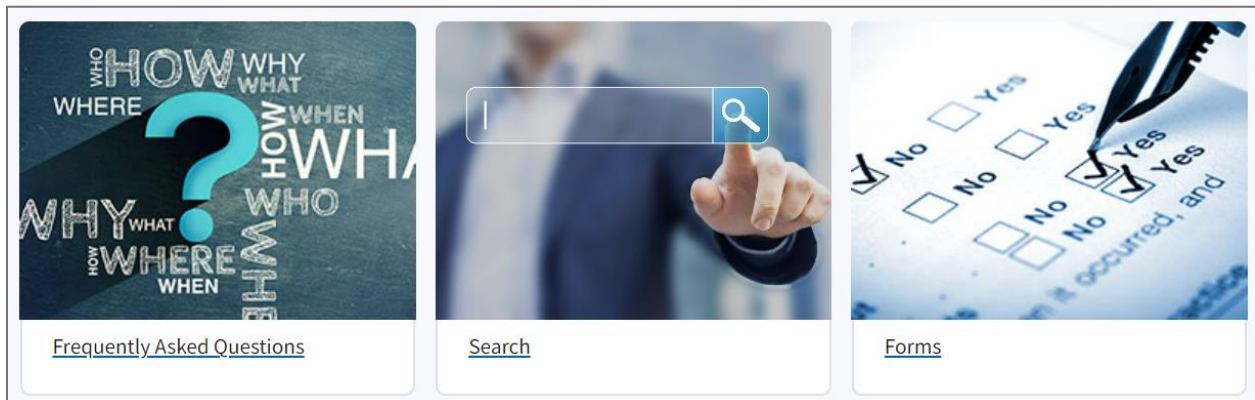 WHO
HOW WHY
WHAT
WHERE
HOW
WHEN
WHA
WHO
WHY WHAT
HOW
WHERE
WHEN
WHE
Yes
No
Yes
No
Yes
No
Yes
No
it occurred, and
Frequently Asked Questions
Search
Forms